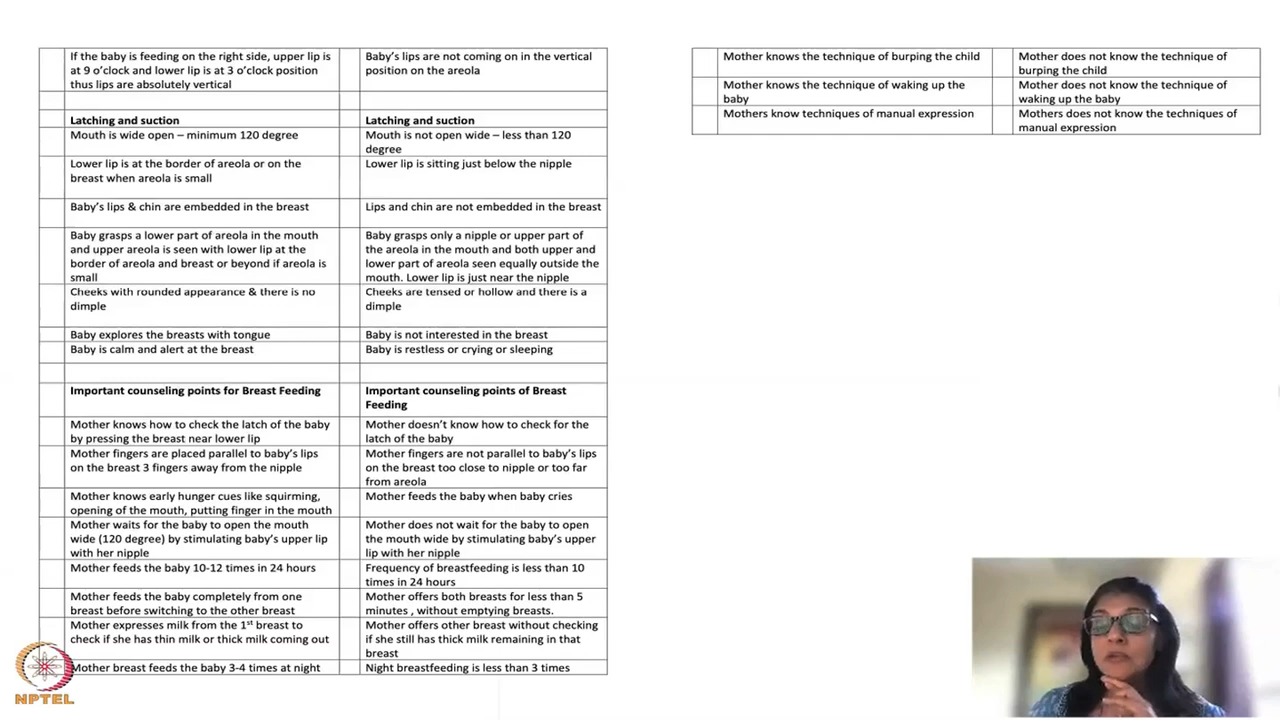 If the baby is feeding on the right side, upper lip is
at 9 o'clock and lower lip is at 3 o'clock position
thus lips are absolutely vertical
Baby's lips are not coming on in the vertical
position on the areola
Latching and suction
Latching and suction
Mouth is wide open – minimum 120 degree
Mouth is not open wide – less than 120
degree
Lower lip is at the border of areola or on the
breast when areola is small
Lower lip is sitting just below the nipple
Baby's lips & chin are embedded in the breast
Lips and chin are not embedded in the breast
Baby grasps a lower part of areola in the mouth
and upper areola is seen with lower lip at the
border of areola and breast or beyond if areola is
small
Baby grasps only a nipple or upper part of
the areola in the mouth and both upper and
lower part of areola seen equally outside the
mouth. Lower lip is just near the nipple
Cheeks with rounded appearance & there is no
dimple
Cheeks are tensed or hollow and there is a
dimple
Baby explores the breasts with tongue
Baby is not interested in the breast
Baby is calm and alert at the breast
Baby is restless or crying or sleeping
Important counseling points for Breast Feeding
Important counseling points of Breast
Feeding
Mother knows how to check the latch of the baby
by pressing the breast near lower lip
Mother doesn't know how to check for the
latch of the baby
Mother fingers are placed parallel to baby's lips
on the breast 3 fingers away from the nipple
Mother fingers are not parallel to baby's lips
on the breast too close to nipple or too far
from areola
Mother knows early hunger cues like squirming,
opening of the mouth, putting finger in the mouth
Mother feeds the baby when baby cries
Mother waits for the baby to open the mouth
wide (120 degree) by stimulating baby's upper lip
with her nipple
Mother does not wait for the baby to open
the mouth wide by stimulating baby's upper
lip with her nipple
Mother feeds the baby 10-12 times in 24 hours
Frequency of breastfeeding is less than 10
times in 24 hours
Mother feeds the baby completely from one
breast before switching to the other breast
Mother offers both breasts for less than 5
minutes , without emptying breasts.
Mother expresses milk from the 1st breast to
check if she has thin milk or thick milk coming out
Mother offers other breast without checking
if she still has thick milk remaining in that
breast
Mother breast feeds the baby 3-4 times at night
Night breastfeeding is less than 3 times
Mother knows the technique of burping the child
Mother does not know the technique of
burping the child
Mother knows the technique of waking up the
baby
Mother does not know the technique of
waking up the baby
Mothers know techniques of manual expression
Mothers does not know the techniques of
manual expression
NPTEL